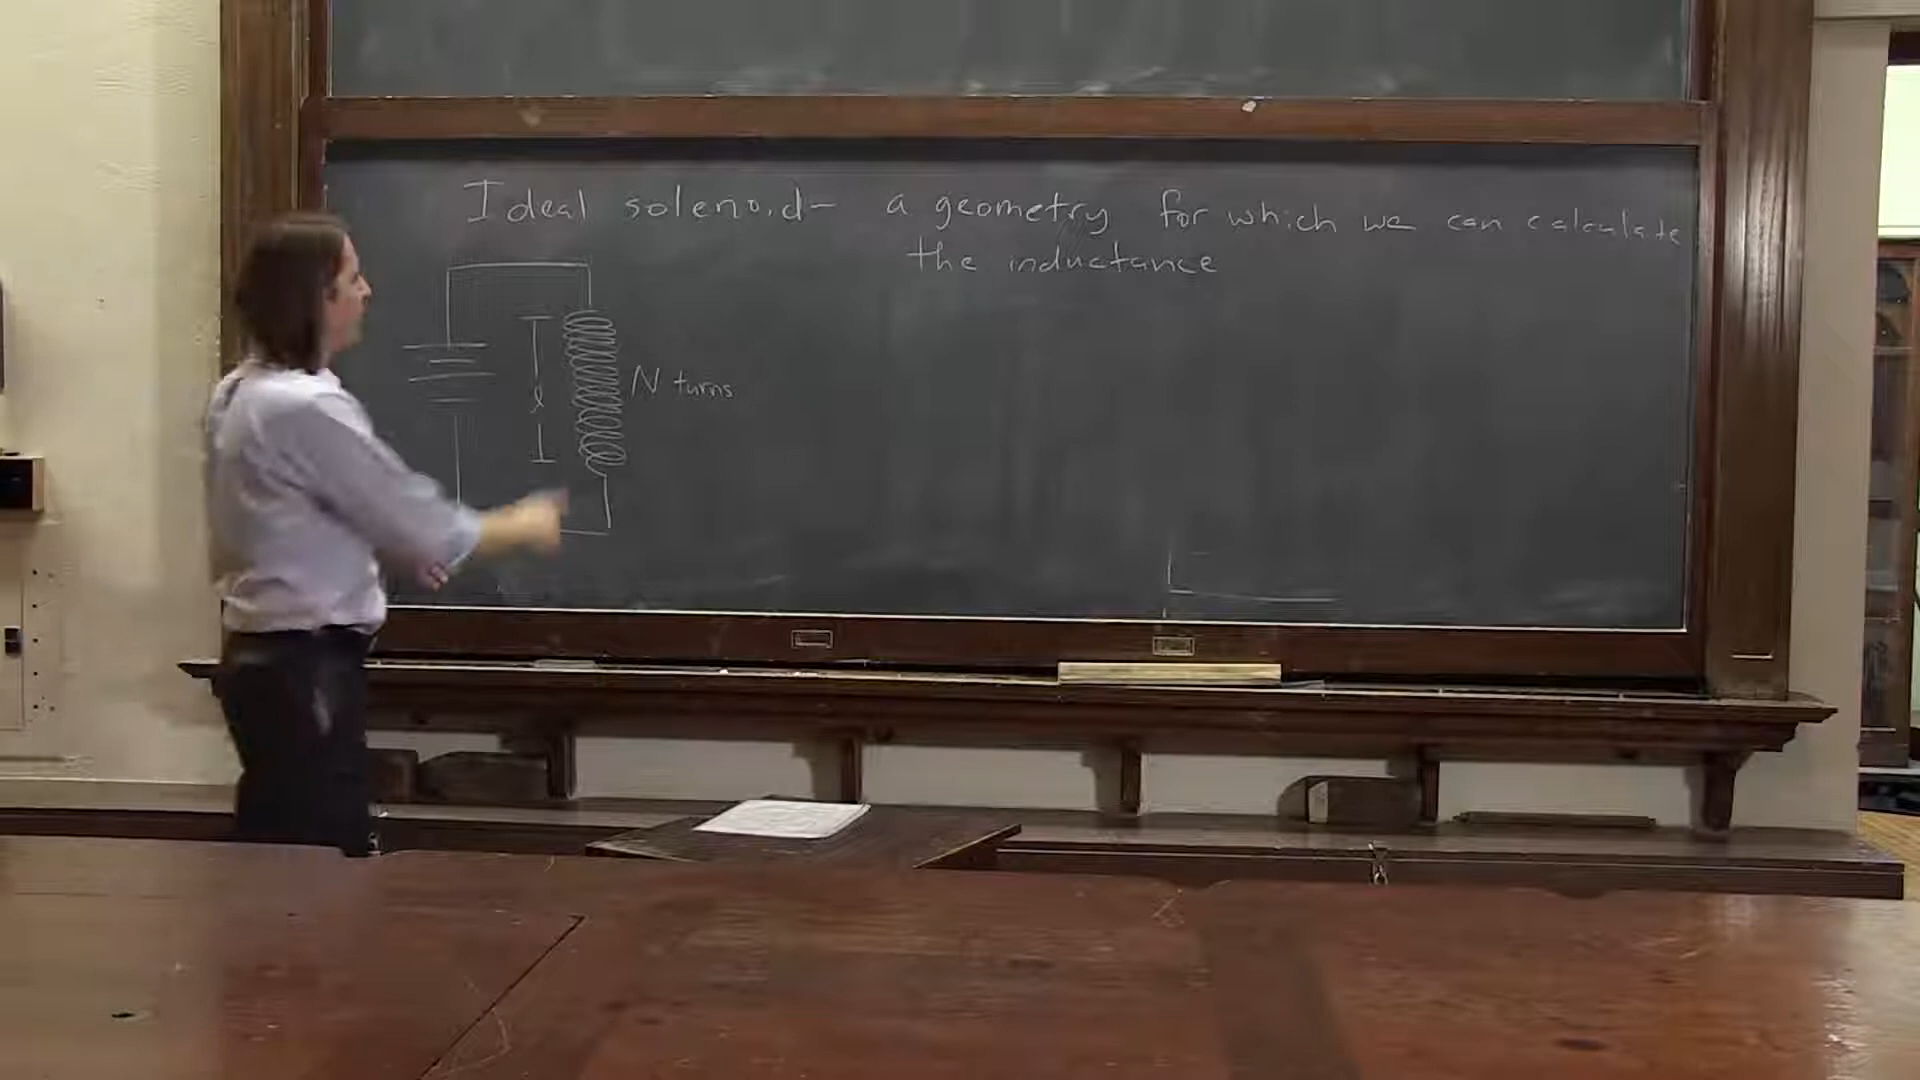 Ideal solenoid - a geometry for which we can calculate
the inductance
l
N turns